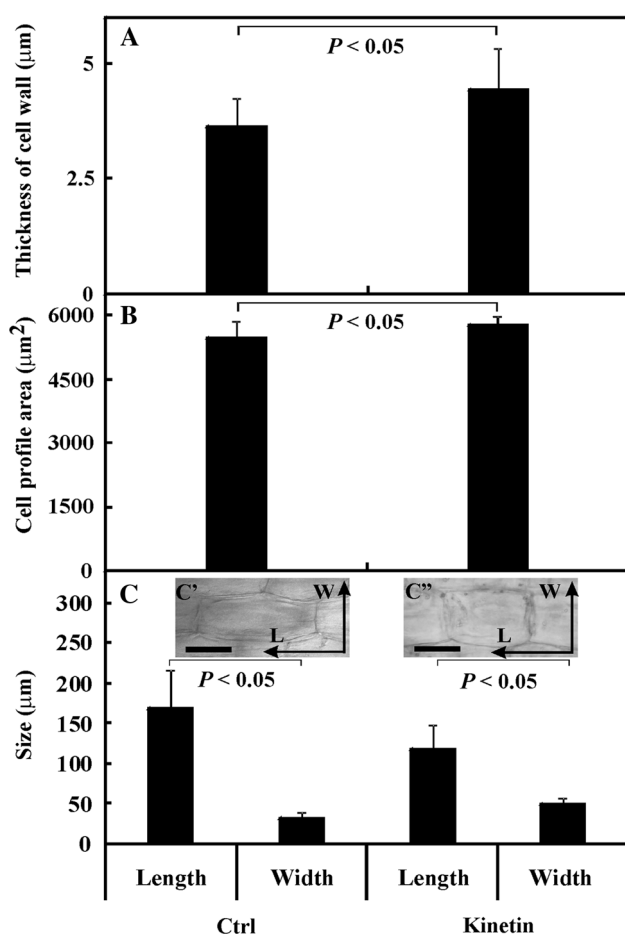 A
P < 0.05
Thickness of cell wall (μm)
5
2.5
0
B
P < 0.05
Cell profile area (μm²)
6000
4500
3000
1500
0
C
C'
W
L
C''
W
L
P < 0.05
P < 0.05
Size (μm)
300
250
200
150
100
50
0
Length
Width
Length
Width
Ctrl
Kinetin